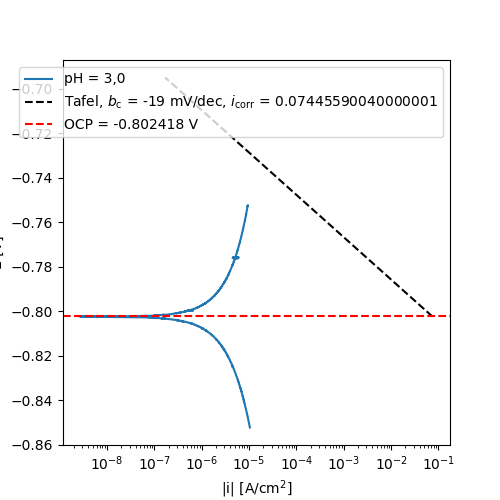 pH = 3,0
Tafel, b_c = -19 mV/dec, i_corr = 0.07445590040000001
OCP = -0.802418 V
−0.70
−0.72
−0.74
−0.76
−0.78
−0.80
−0.82
−0.84
−0.86
10⁻⁸ 10⁻⁷ 10⁻⁶ 10⁻⁵ 10⁻⁴ 10⁻³ 10⁻² 10⁻¹
|i| [A/cm²]